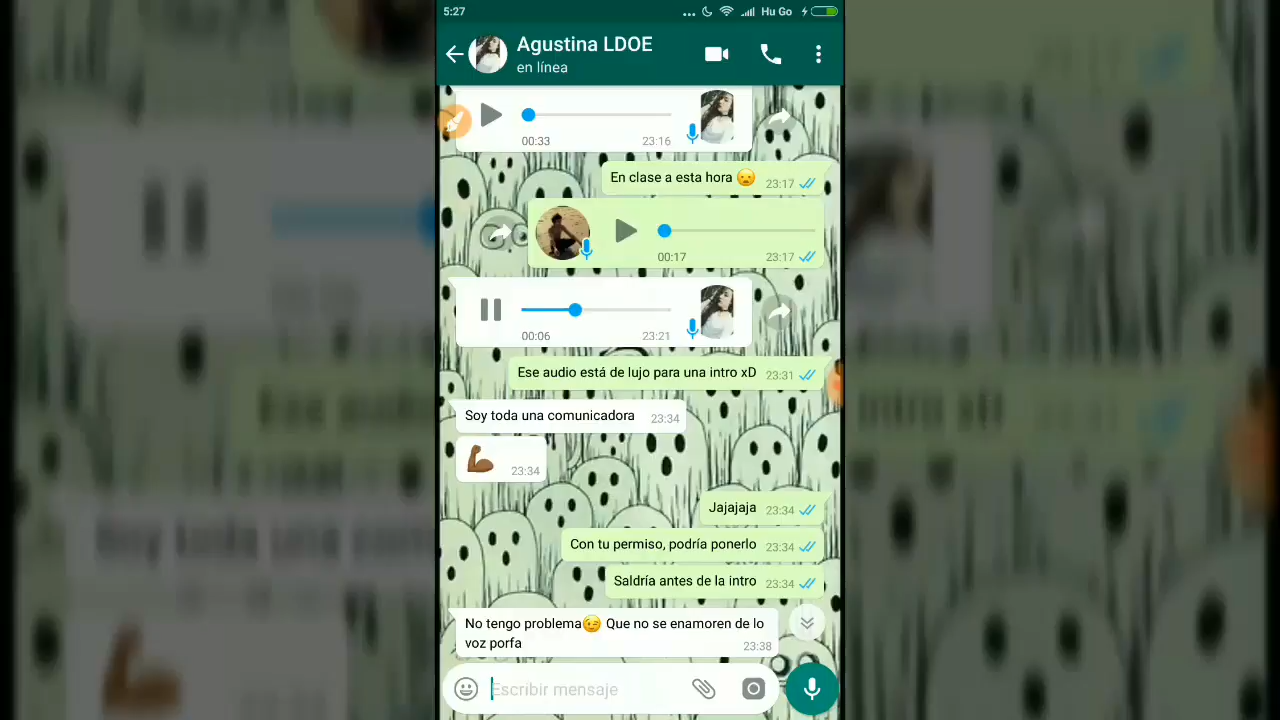 5:27
Hu Go
Agustina LDOE
en línea
00:33 23:16
En clase a esta hora 😦 23:17
00:17 23:17
00:06 23:21
Ese audio está de lujo para una intro xD 23:31
Soy toda una comunicadora 23:34
💪🏾 23:34
Jajajaja 23:34
Con tu permiso, podría ponerlo 23:34
Saldría antes de la intro 23:34
No tengo problema😉 Que no se enamoren de lo
voz porfa 23:38
Escribir mensaje